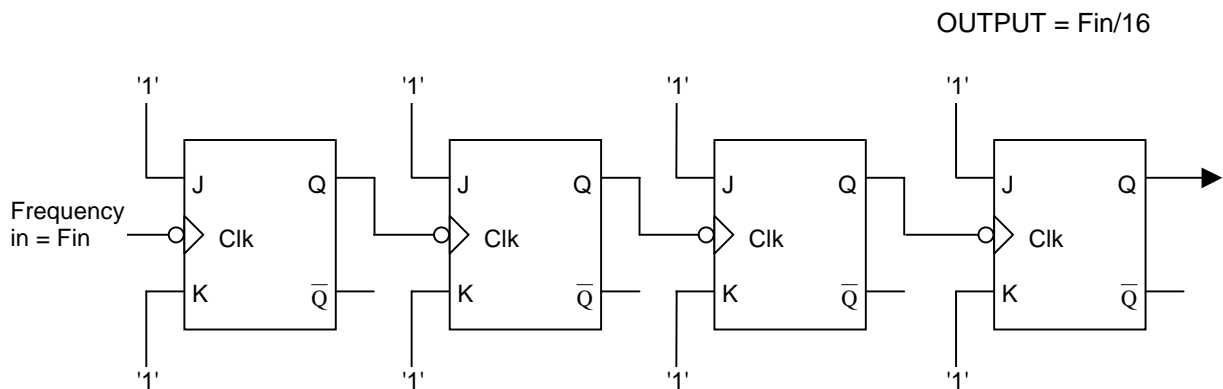 OUTPUT = Fin/16
'1' '1' '1' '1'
J Q J Q J Q J Q
Frequency
in = Fin
Clk Clk Clk Clk
K Q̅ K Q̅ K Q̅ K Q̅
'1' '1' '1' '1'